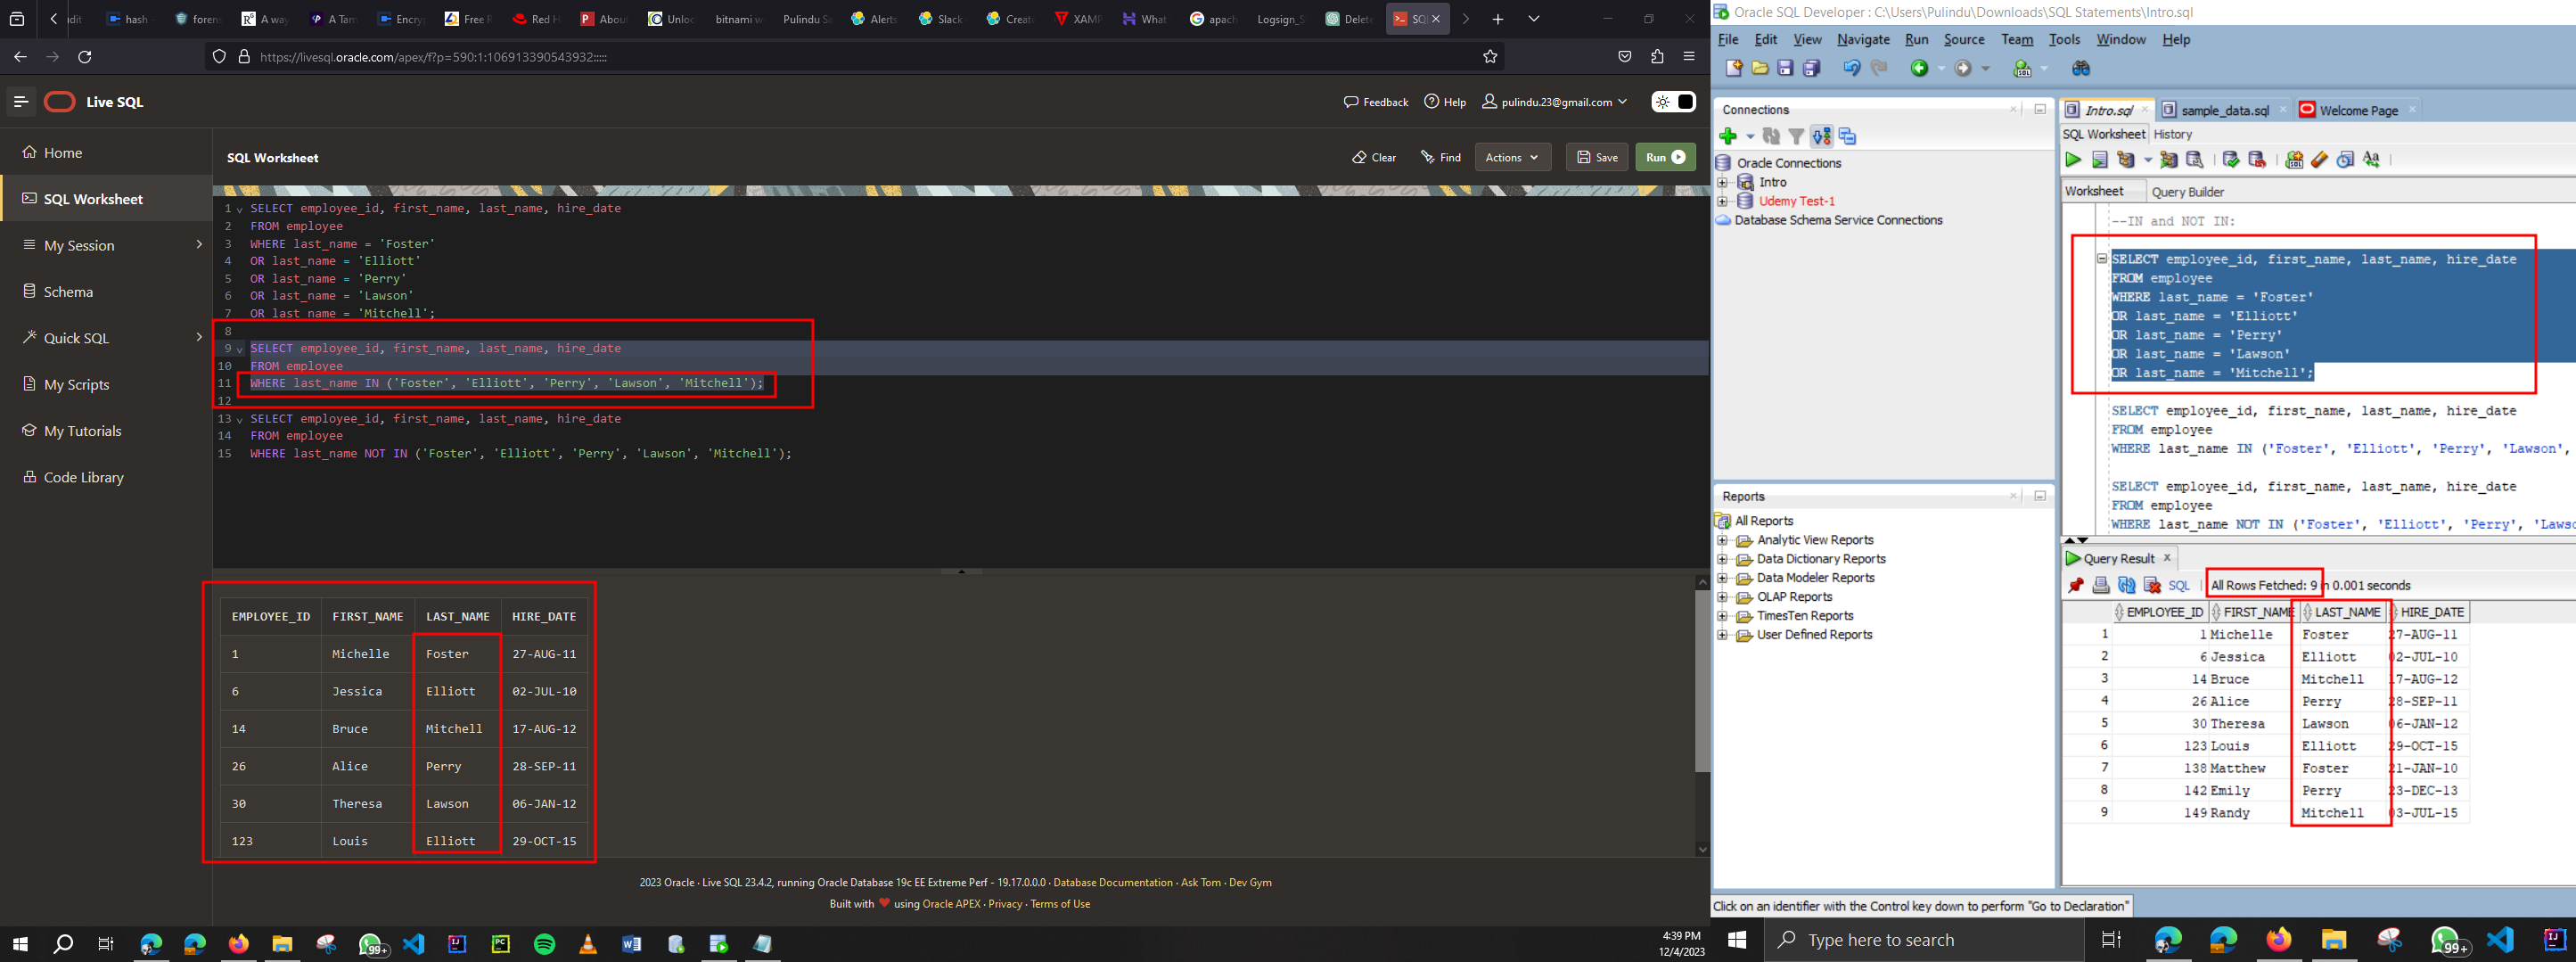 edit
hash
foren
A way
A Tam
Encry
Free R
Red H
About
Unloc
bitnami w
Pulindu Sa
Alerts
Slack
Create
XAMP
What
apach
Logsign_S
Delete
SQL
https://livesql.oracle.com/apex/f?p=590:1:106913390543932:::::
Live SQL
Feedback
Help
pulindu.23@gmail.com
Home
SQL Worksheet
My Session
Schema
Quick SQL
My Scripts
My Tutorials
Code Library
SQL Worksheet
Clear
Find
Actions
Save
Run
1 SELECT employee_id, first_name, last_name, hire_date
2 FROM employee
3 WHERE last_name = 'Foster'
4 OR last_name = 'Elliott'
5 OR last_name = 'Perry'
6 OR last_name = 'Lawson'
7 OR last_name = 'Mitchell';
8
9 SELECT employee_id, first_name, last_name, hire_date
10 FROM employee
11 WHERE last_name IN ('Foster', 'Elliott', 'Perry', 'Lawson', 'Mitchell');
12
13 SELECT employee_id, first_name, last_name, hire_date
14 FROM employee
15 WHERE last_name NOT IN ('Foster', 'Elliott', 'Perry', 'Lawson', 'Mitchell');
EMPLOYEE_ID FIRST_NAME LAST_NAME HIRE_DATE
1 Michelle Foster 27-AUG-11
6 Jessica Elliott 02-JUL-10
14 Bruce Mitchell 17-AUG-12
26 Alice Perry 28-SEP-11
30 Theresa Lawson 06-JAN-12
123 Louis Elliott 29-OCT-15
2023 Oracle · Live SQL 23.4.2, running Oracle Database 19c EE Extreme Perf - 19.17.0.0.0 · Database Documentation · Ask Tom · Dev Gym
Built with ❤ using Oracle APEX · Privacy · Terms of Use
99+
4:39 PM
12/4/2023
Oracle SQL Developer : C:\Users\Pulindu\Downloads\SQL Statements\Intro.sql
File Edit View Navigate Run Source Team Tools Window Help
Connections
Oracle Connections
Intro
Udemy Test-1
Database Schema Service Connections
Reports
All Reports
Analytic View Reports
Data Dictionary Reports
Data Modeler Reports
OLAP Reports
TimesTen Reports
User Defined Reports
Intro.sql
sample_data.sql
Welcome Page
SQL Worksheet History
Worksheet Query Builder
--IN and NOT IN:
SELECT employee_id, first_name, last_name, hire_date
FROM employee
WHERE last_name = 'Foster'
OR last_name = 'Elliott'
OR last_name = 'Perry'
OR last_name = 'Lawson'
OR last_name = 'Mitchell';
SELECT employee_id, first_name, last_name, hire_date
FROM employee
WHERE last_name IN ('Foster', 'Elliott', 'Perry', 'Lawson',
SELECT employee_id, first_name, last_name, hire_date
FROM employee
WHERE last_name NOT IN ('Foster', 'Elliott', 'Perry', 'Lawso
Query Result
SQL | All Rows Fetched: 9 in 0.001 seconds
EMPLOYEE_ID FIRST_NAME LAST_NAME HIRE_DATE
1 1 Michelle Foster 27-AUG-11
2 6 Jessica Elliott 02-JUL-10
3 14 Bruce Mitchell 17-AUG-12
4 26 Alice Perry 28-SEP-11
5 30 Theresa Lawson 06-JAN-12
6 123 Louis Elliott 29-OCT-15
7 138 Matthew Foster 21-JAN-10
8 142 Emily Perry 23-DEC-13
9 149 Randy Mitchell 03-JUL-15
Click on an identifier with the Control key down to perform "Go to Declaration"
Type here to search
99+